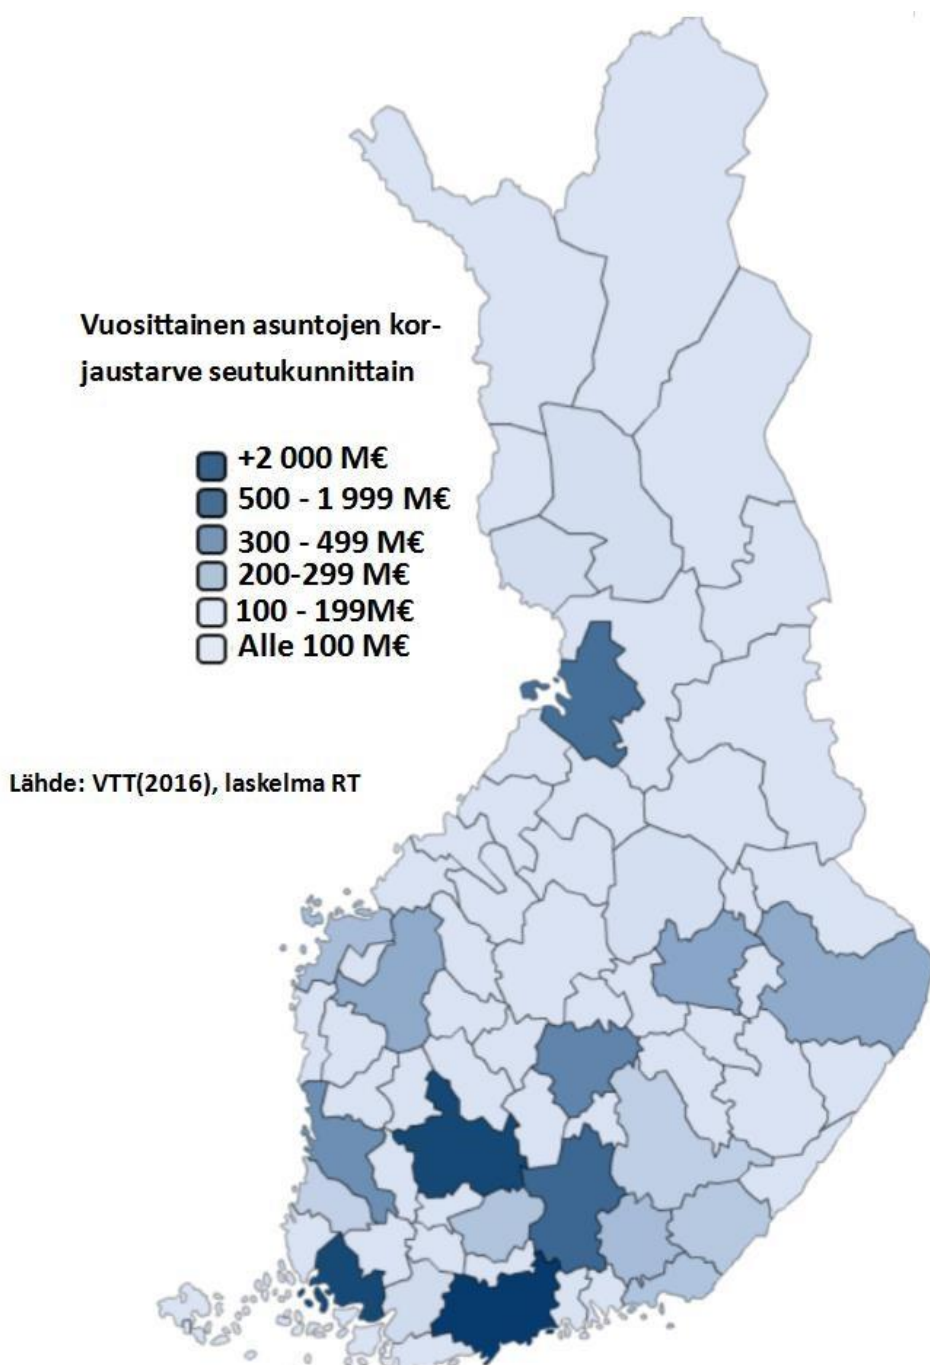 Vuosittainen asuntojen kor-
jaustarve seutukunnittain
+2 000 M€
500 - 1 999 M€
300 - 499 M€
200-299 M€
100 - 199M€
Alle 100 M€
Lähde: VTT(2016), laskelma RT